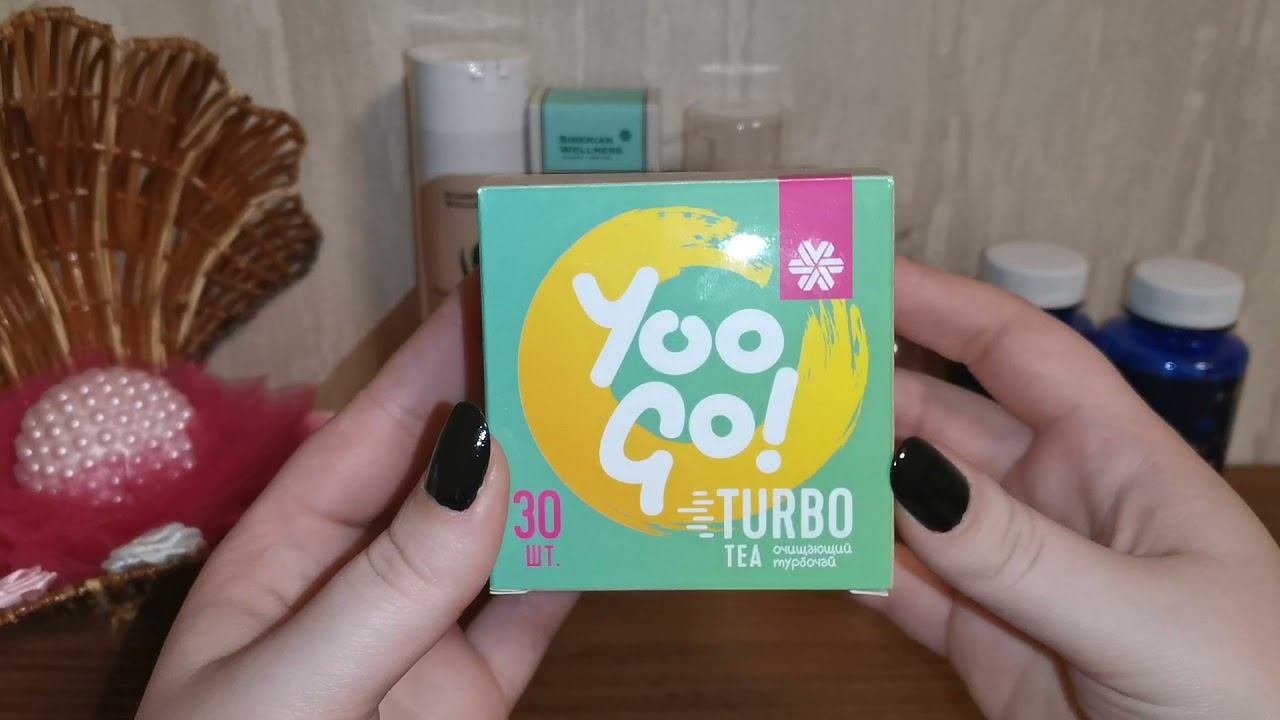 SIBERIAN
WELLNESS
Yoo
Go!
30
ШТ.
TURBO
TEA
очищающий
турбочай